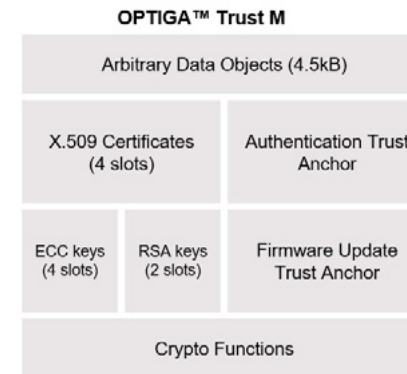 OPTIGA™ Trust M
Arbitrary Data Objects (4.5kB)
X.509 Certificates
(4 slots)
Authentication Trust
Anchor
ECC keys
(4 slots)
RSA keys
(2 slots)
Firmware Update
Trust Anchor
Crypto Functions